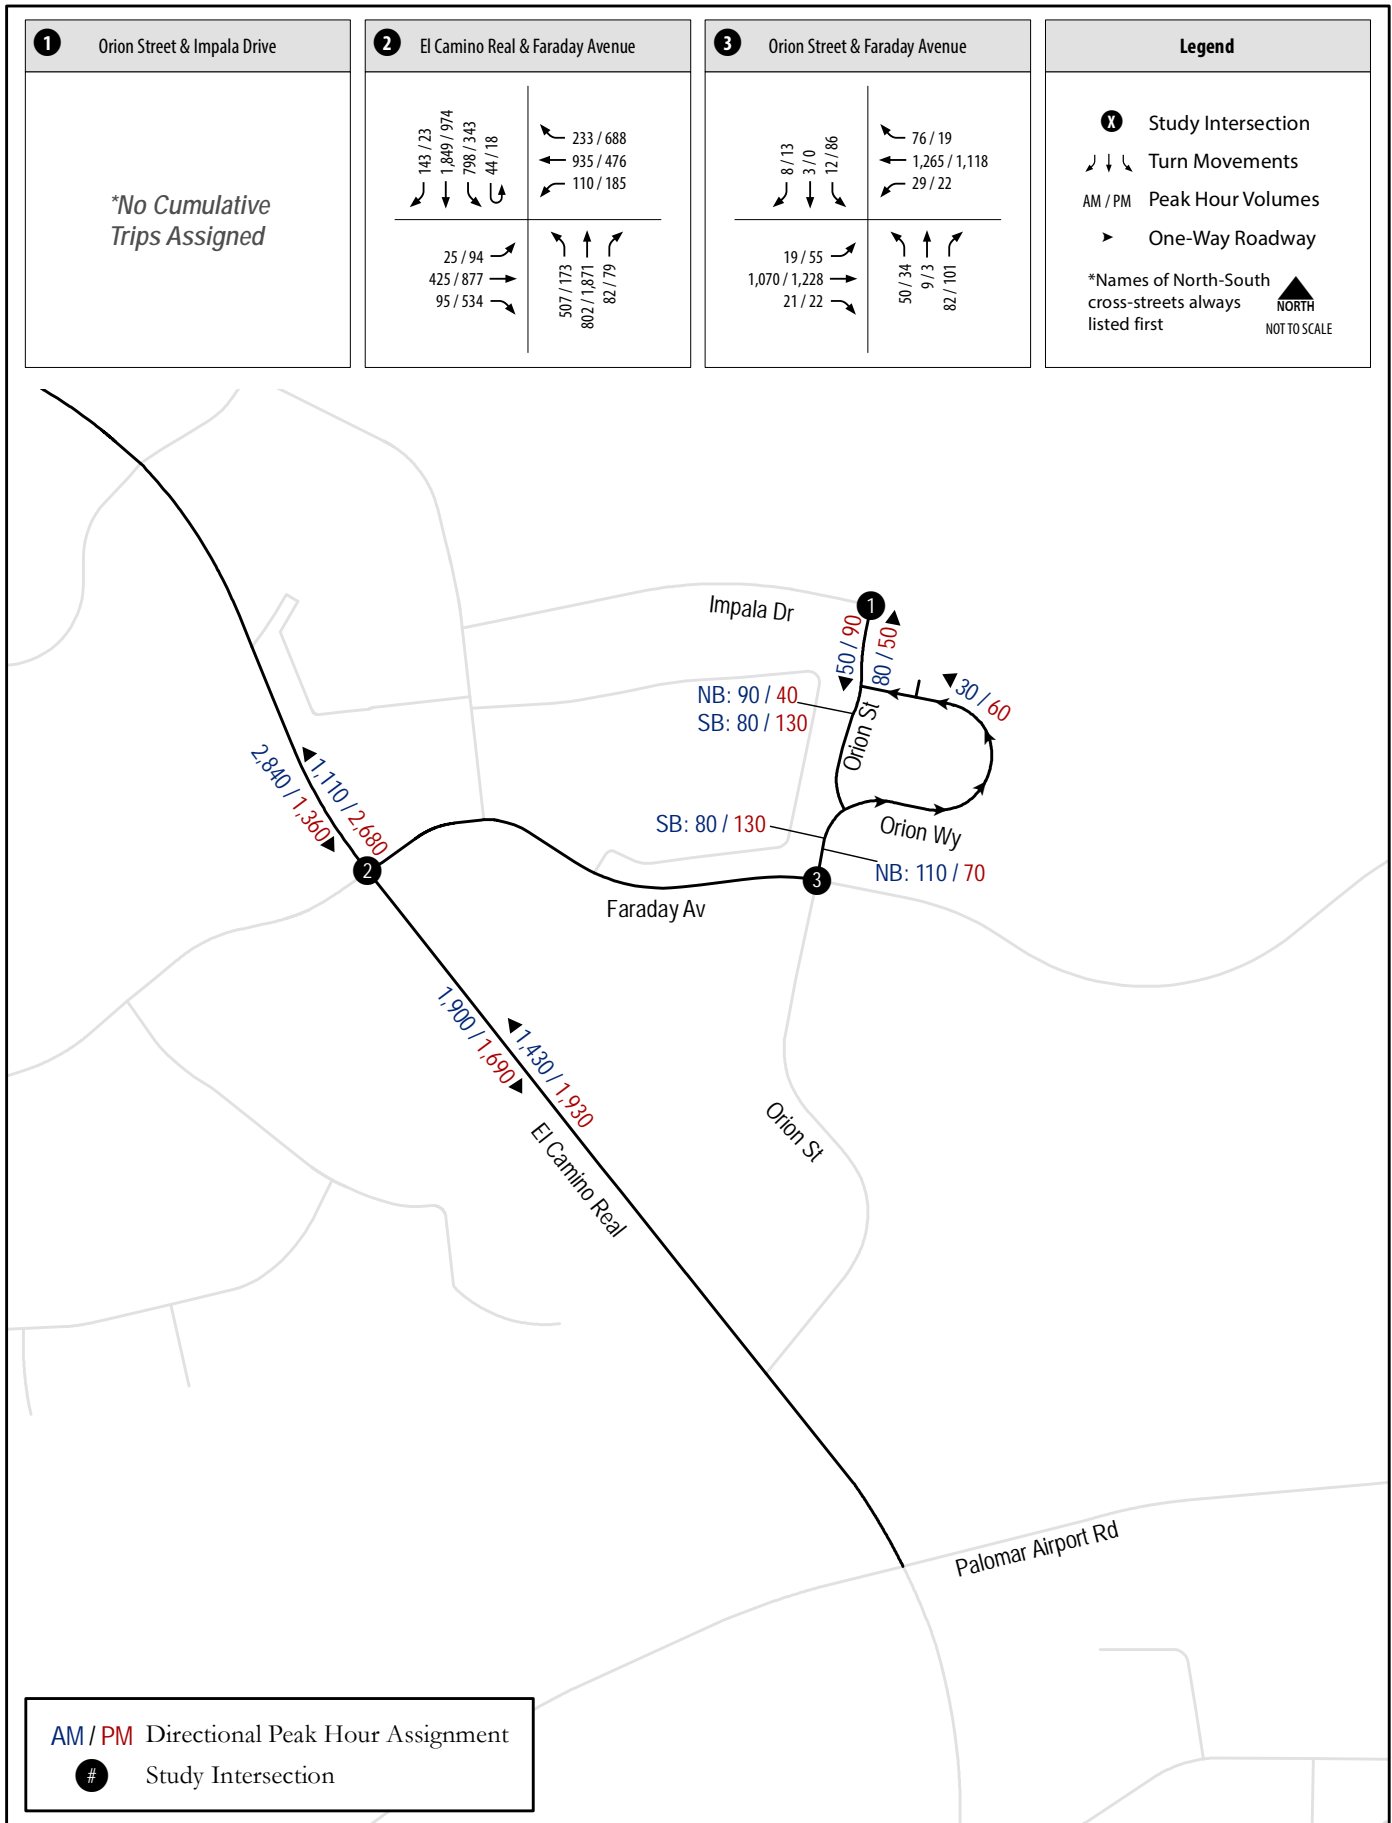 1 Orion Street & Impala Drive
*No Cumulative
Trips Assigned
2 El Camino Real & Faraday Avenue
143 / 23
1,849 / 974
798 / 343
44 / 18
233 / 688
935 / 476
110 / 185
25 / 94
425 / 877
95 / 534
507 / 173
802 / 1,871
82 / 79
3 Orion Street & Faraday Avenue
8 / 13
3 / 0
12 / 86
76 / 19
1,265 / 1,118
29 / 22
19 / 55
1,070 / 1,228
21 / 22
50 / 34
9 / 3
82 / 101
Legend
X Study Intersection
Turn Movements
AM / PM Peak Hour Volumes
One-Way Roadway
*Names of North-South
cross-streets always
listed first
NORTH
NOT TO SCALE
Impala Dr
1
50 / 90
80 / 50
30 / 60
NB: 90 / 40
SB: 80 / 130
Orion St
Orion Wy
SB: 80 / 130
NB: 110 / 70
1,110 / 2,680
2,840 / 1,360
2
3
Faraday Av
1,900 / 1,690
1,430 / 1,930
El Camino Real
Orion St
Palomar Airport Rd
AM / PM Directional Peak Hour Assignment
# Study Intersection